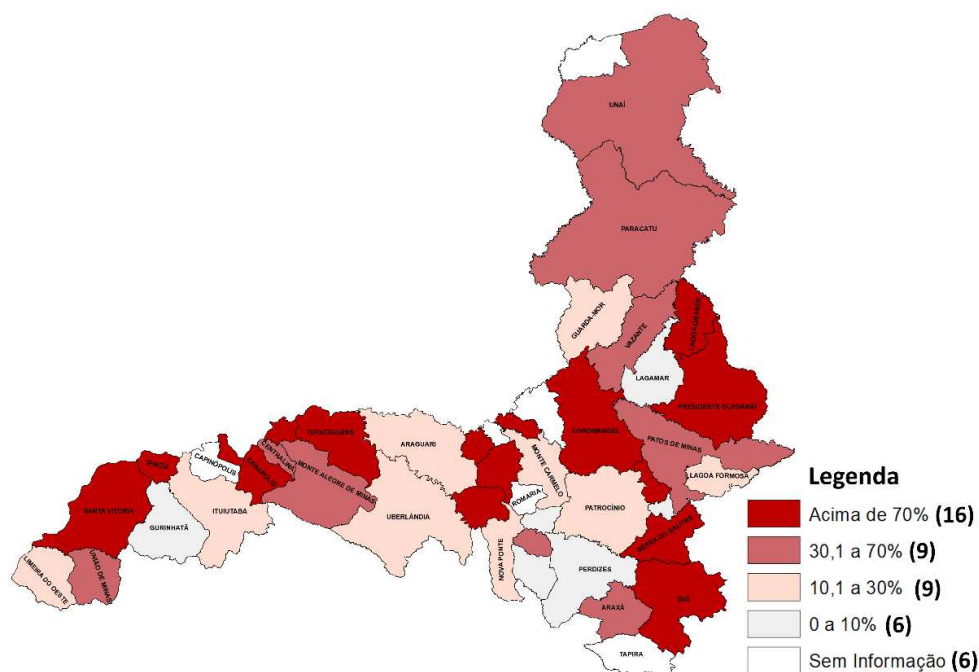 UNAÍ
PARACATU
GUARDA-MOR
VAZANTE
LAGOA GRANDE
LAGAMAR
PRESIDENTE OLEGÁRIO
COROMANDEL
PATOS DE MINAS
LAGOA FORMOSA
TUPACIGUARA
ARAGUARI
MONTE CARMELO
CENTRALINA
MONTE ALEGRE DE MINAS
CANÁPOLIS
CAPINÓPOLIS
IPIAÇU
SANTA VITÓRIA
GURINHATÃ
ITUIUTABA
UBERLÂNDIA
ROMARIA
PATROCÍNIO
SERRA DO SALITRE
LIMEIRA DO OESTE
UNIÃO DE MINAS
NOVA PONTE
PERDIZES
ARAXÁ
IBIÁ
TAPIRA
Legenda
Acima de 70% (16)
30,1 a 70% (9)
10,1 a 30% (9)
0 a 10% (6)
Sem Informação (6)